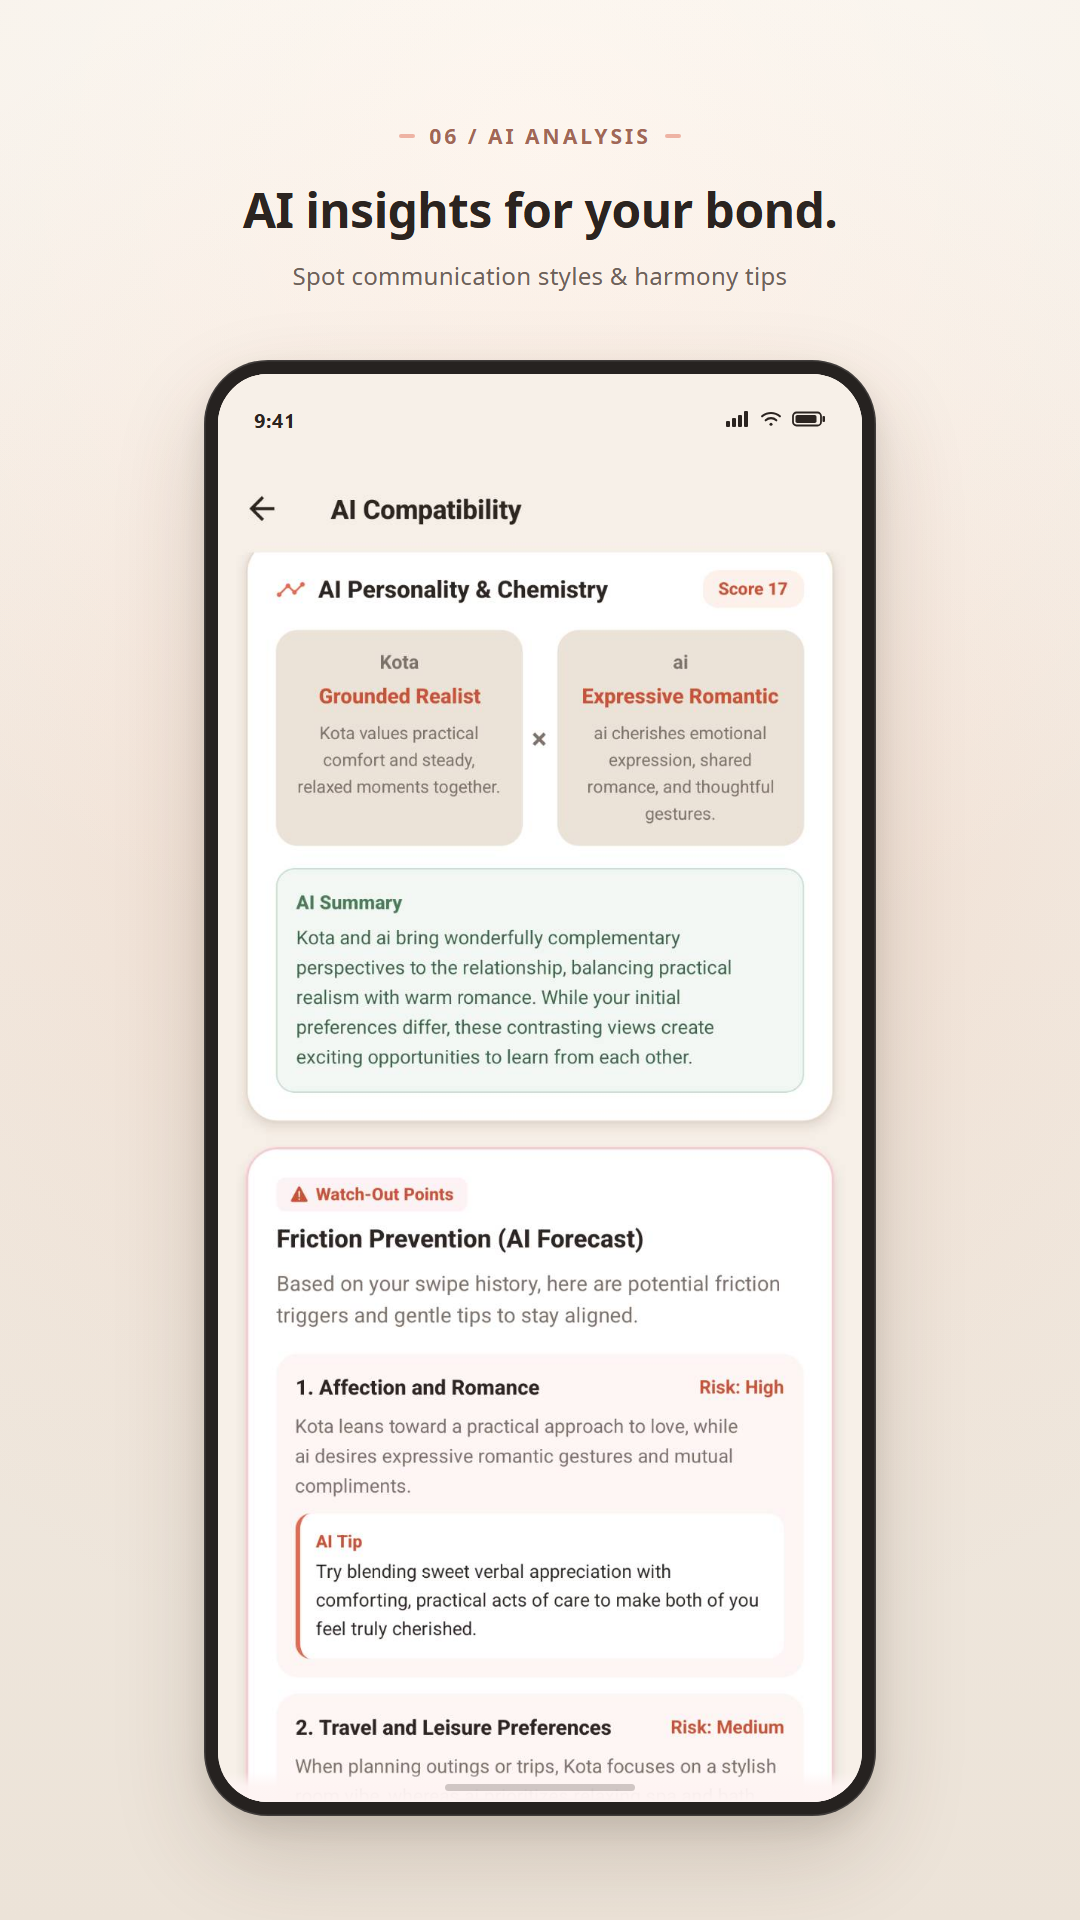 06 / AI ANALYSIS
AI insights for your bond.
Spot communication styles & harmony tips
9:41
AI Compatibility
AI Personality & Chemistry
Score 17
Kota
Grounded Realist
Kota values practical
comfort and steady,
relaxed moments together.
×
ai
Expressive Romantic
ai cherishes emotional
expression, shared
romance, and thoughtful
gestures.
AI Summary
Kota and ai bring wonderfully complementary
perspectives to the relationship, balancing practical
realism with warm romance. While your initial
preferences differ, these contrasting views create
exciting opportunities to learn from each other.
Watch-Out Points
Friction Prevention (AI Forecast)
Based on your swipe history, here are potential friction
triggers and gentle tips to stay aligned.
1. Affection and Romance
Risk: High
Kota leans toward a practical approach to love, while
ai desires expressive romantic gestures and mutual
compliments.
AI Tip
Try blending sweet verbal appreciation with
comforting, practical acts of care to make both of you
feel truly cherished.
2. Travel and Leisure Preferences
Risk: Medium
When planning outings or trips, Kota focuses on a stylish